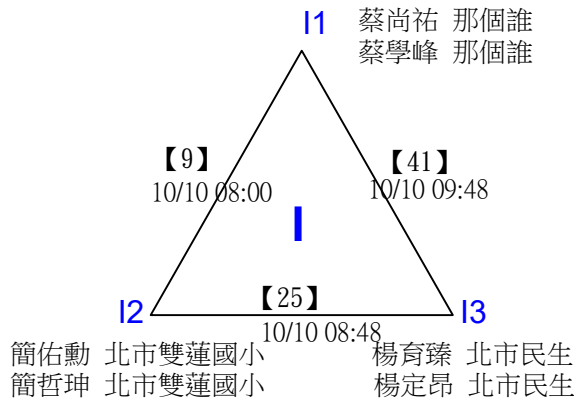 I1
蔡尚祐 那個誰
蔡學峰 那個誰
【9】
10/10 08:00
【41】
10/10 09:48
I
【25】
10/10 08:48
I2
I3
簡佑勳 北市雙蓮國小
簡哲珅 北市雙蓮國小
楊育臻 北市民生
楊定昂 北市民生